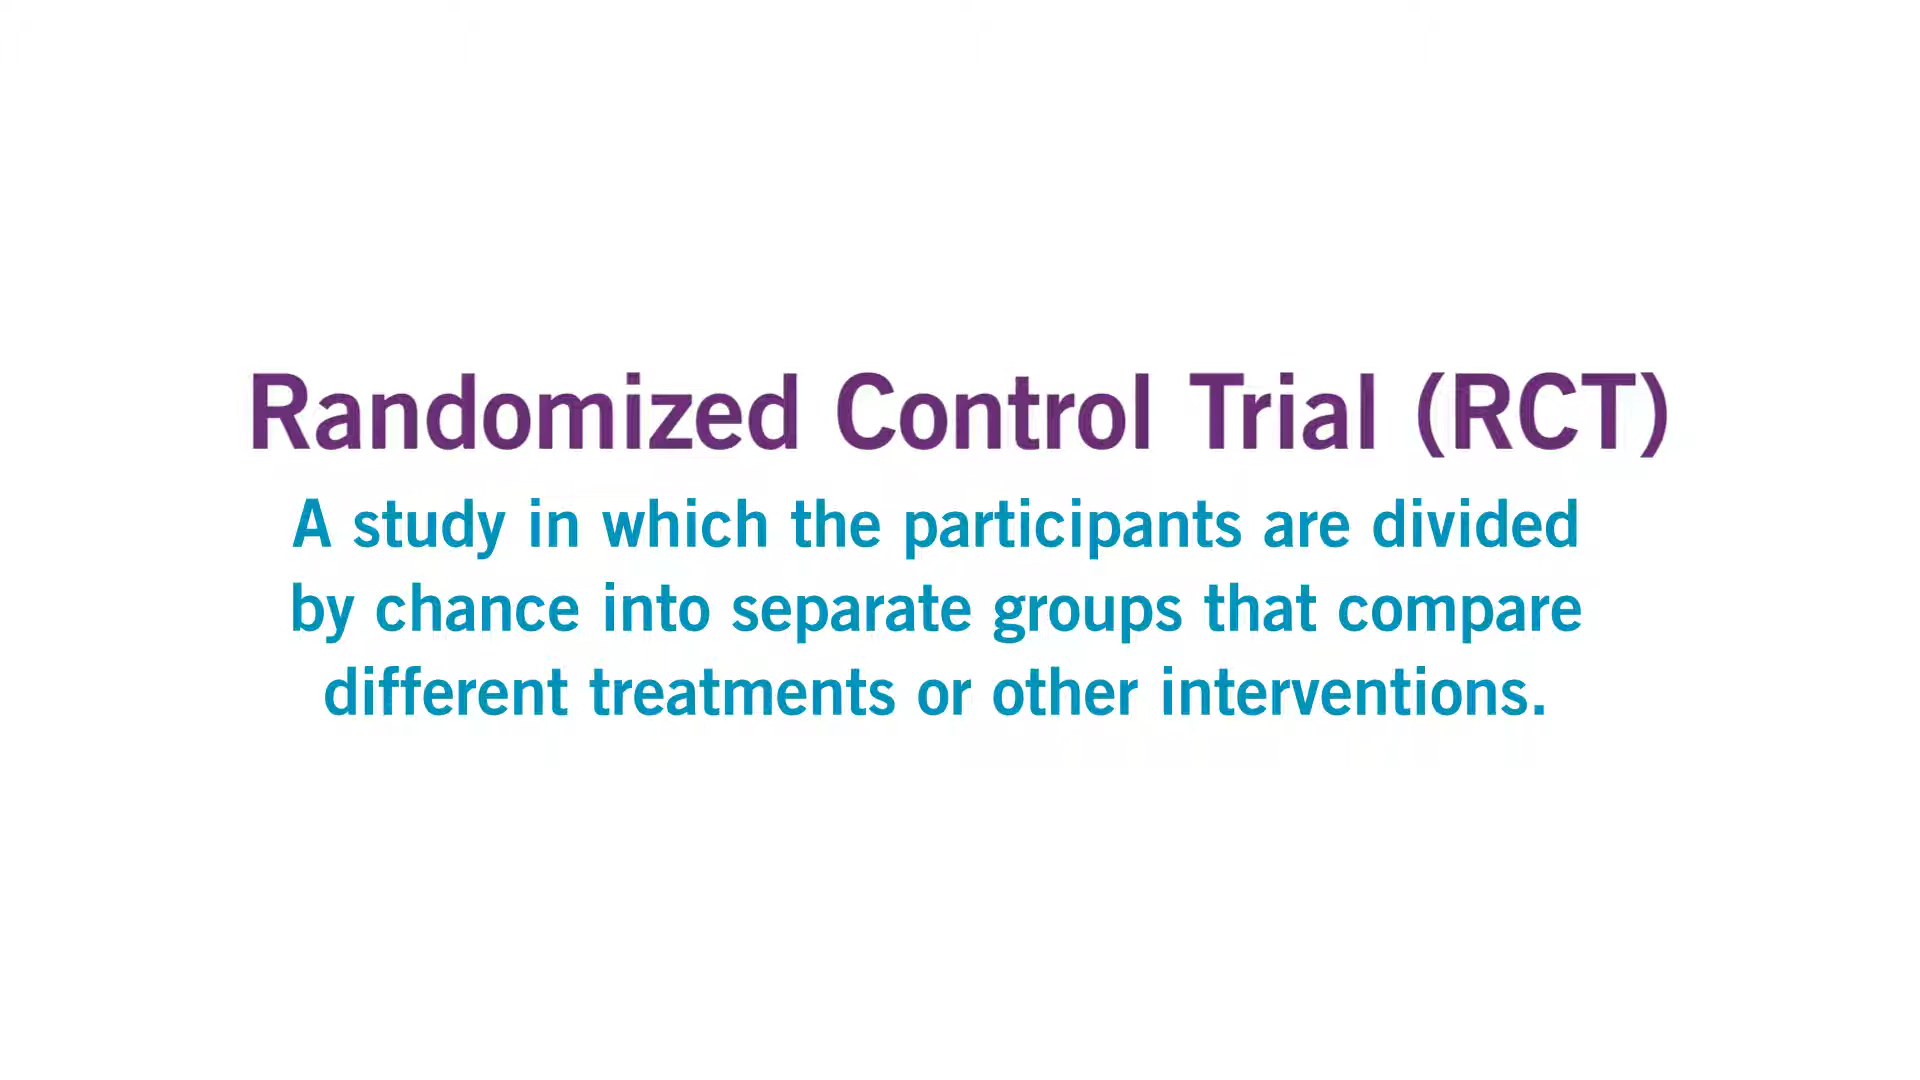 Randomized Control Trial (RCT)
A study in which the participants are divided
by chance into separate groups that compare
different treatments or other interventions.